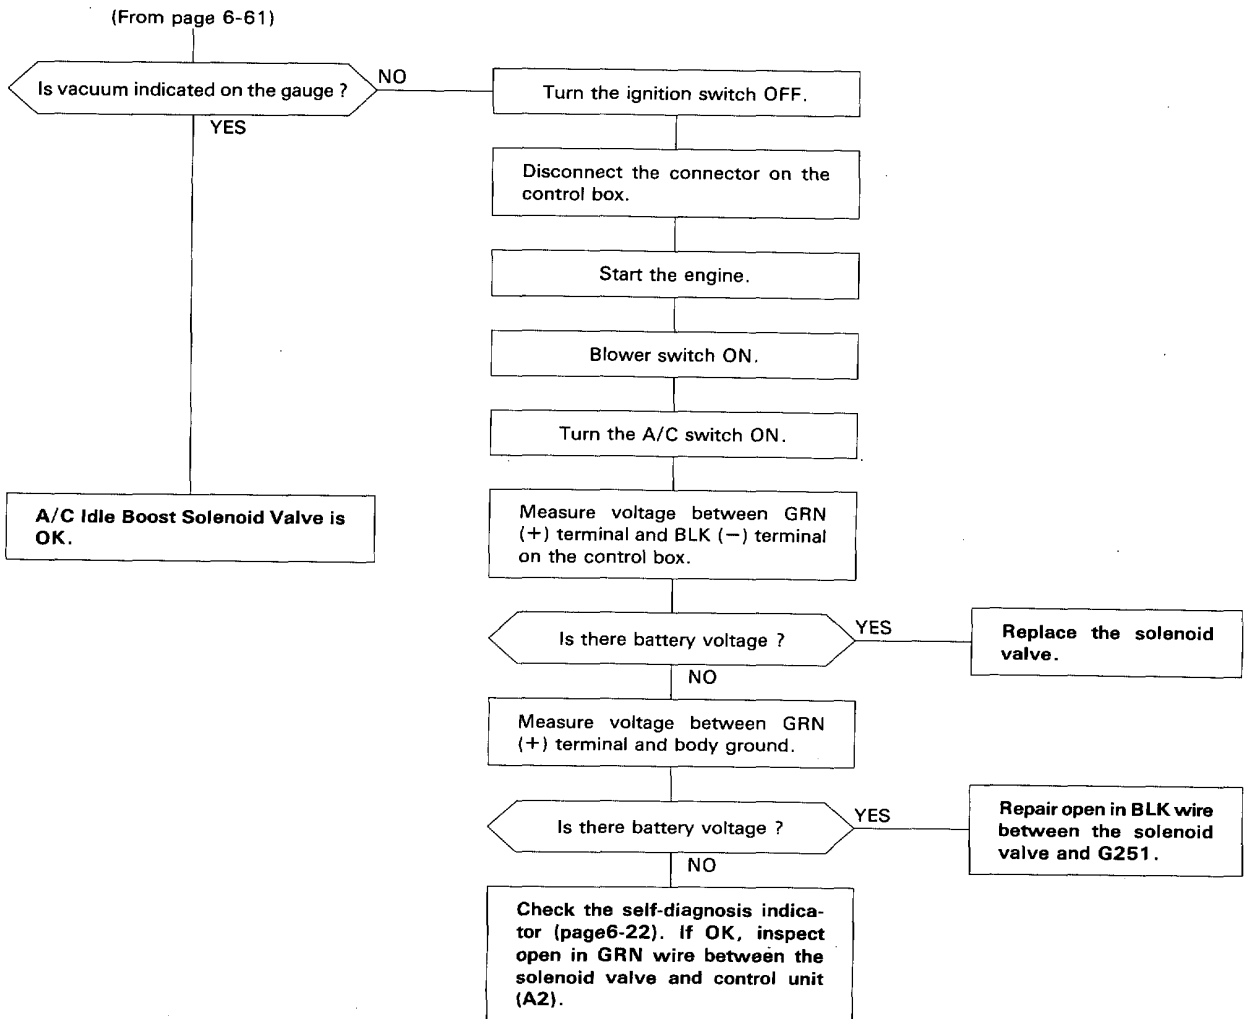 (From page 6-61)
Is vacuum indicated on the gauge ?
NO
YES
Turn the ignition switch OFF.
Disconnect the connector on the
control box.
Start the engine.
Blower switch ON.
Turn the A/C switch ON.
A/C Idle Boost Solenoid Valve is
OK.
Measure voltage between GRN
(+) terminal and BLK (−) terminal
on the control box.
Is there battery voltage ?
YES
Replace the solenoid
valve.
NO
Measure voltage between GRN
(+) terminal and body ground.
Is there battery voltage ?
YES
Repair open in BLK wire
between the solenoid
valve and G251.
NO
Check the self-diagnosis indica-
tor (page6-22). If OK, inspect
open in GRN wire between the
solenoid valve and control unit
(A2).